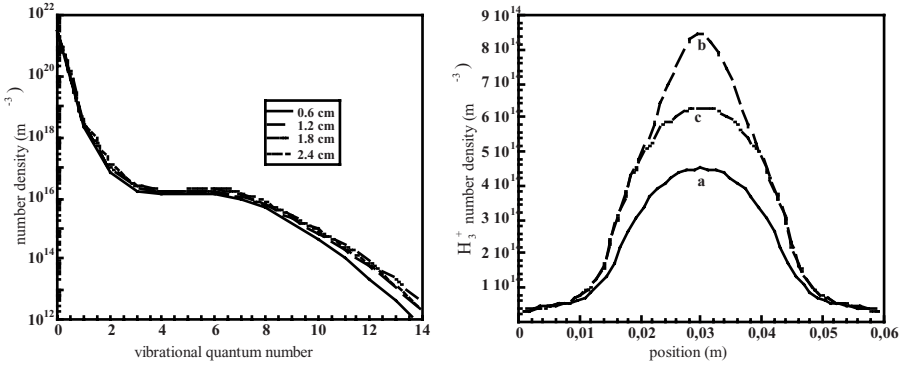 10^22
10^20
10^18
10^16
10^14
10^12
number density (m^-3)
0.6 cm
1.2 cm
1.8 cm
2.4 cm
0 2 4 6 8 10 12 14
vibrational quantum number
9 10^14
8 10^14
7 10^14
6 10^14
5 10^14
4 10^14
3 10^14
2 10^14
1 10^14
H3+ number density (m^-3)
b
c
a
0 0,01 0,02 0,03 0,04 0,05 0,06
position (m)